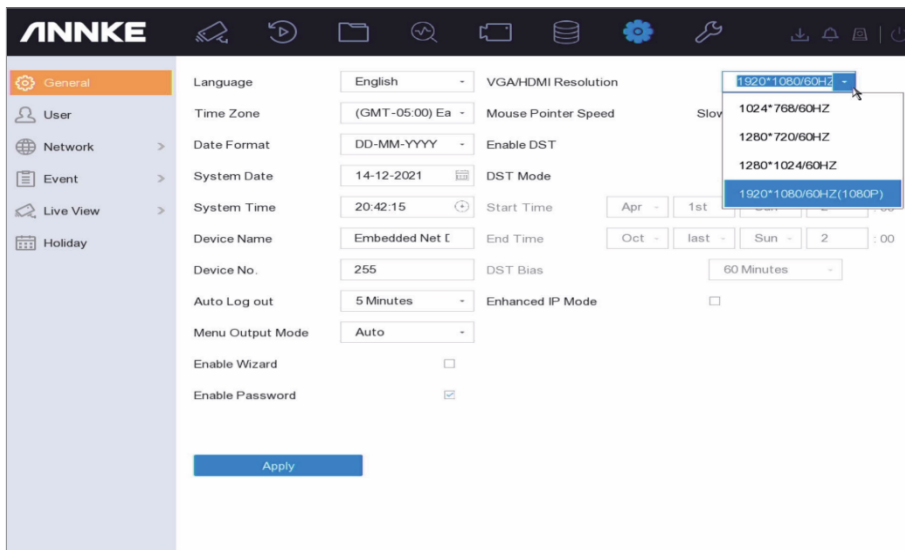 ANNKE
General
User
Network
Event
Live View
Holiday
Language English VGA/HDMI Resolution 1920*1080/60HZ
Time Zone (GMT-05:00) Ea Mouse Pointer Speed Slow
1024*768/60HZ
Date Format DD-MM-YYYY Enable DST
1280*720/60HZ
System Date 14-12-2021 DST Mode
1280*1024/60HZ
1920*1080/60HZ(1080P)
System Time 20:42:15 Start Time Apr 1st
Device Name Embedded Net End Time Oct last Sun 2 : 00
Device No. 255 DST Bias 60 Minutes
Auto Log out 5 Minutes Enhanced IP Mode
Menu Output Mode Auto
Enable Wizard
Enable Password
Apply